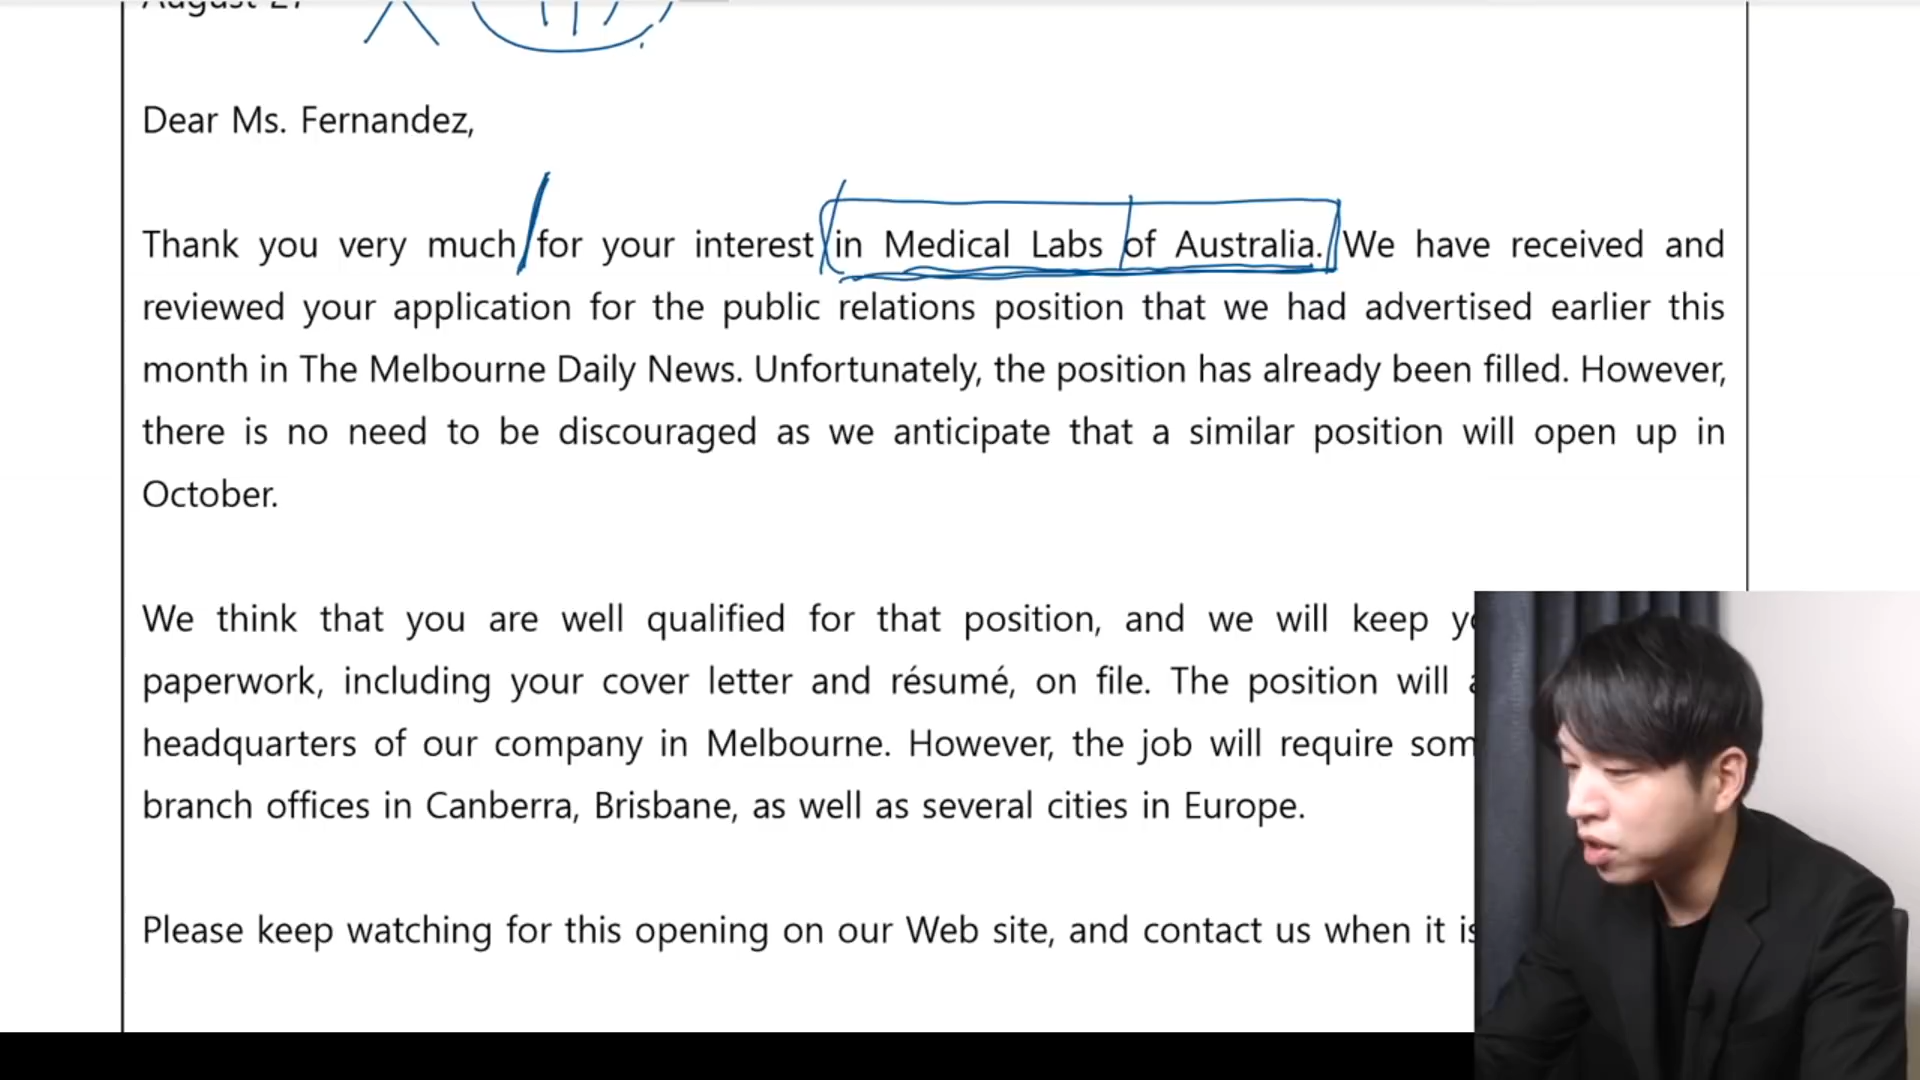 August 27
Dear Ms. Fernandez,
Thank you very much for your interest in Medical Labs of Australia. We have received and
reviewed your application for the public relations position that we had advertised earlier this
month in The Melbourne Daily News. Unfortunately, the position has already been filled. However,
there is no need to be discouraged as we anticipate that a similar position will open up in
October.
We think that you are well qualified for that position, and we will keep
paperwork, including your cover letter and résumé, on file. The position will
headquarters of our company in Melbourne. However, the job will require
branch offices in Canberra, Brisbane, as well as several cities in Europe.
Please keep watching for this opening on our Web site, and contact us when it